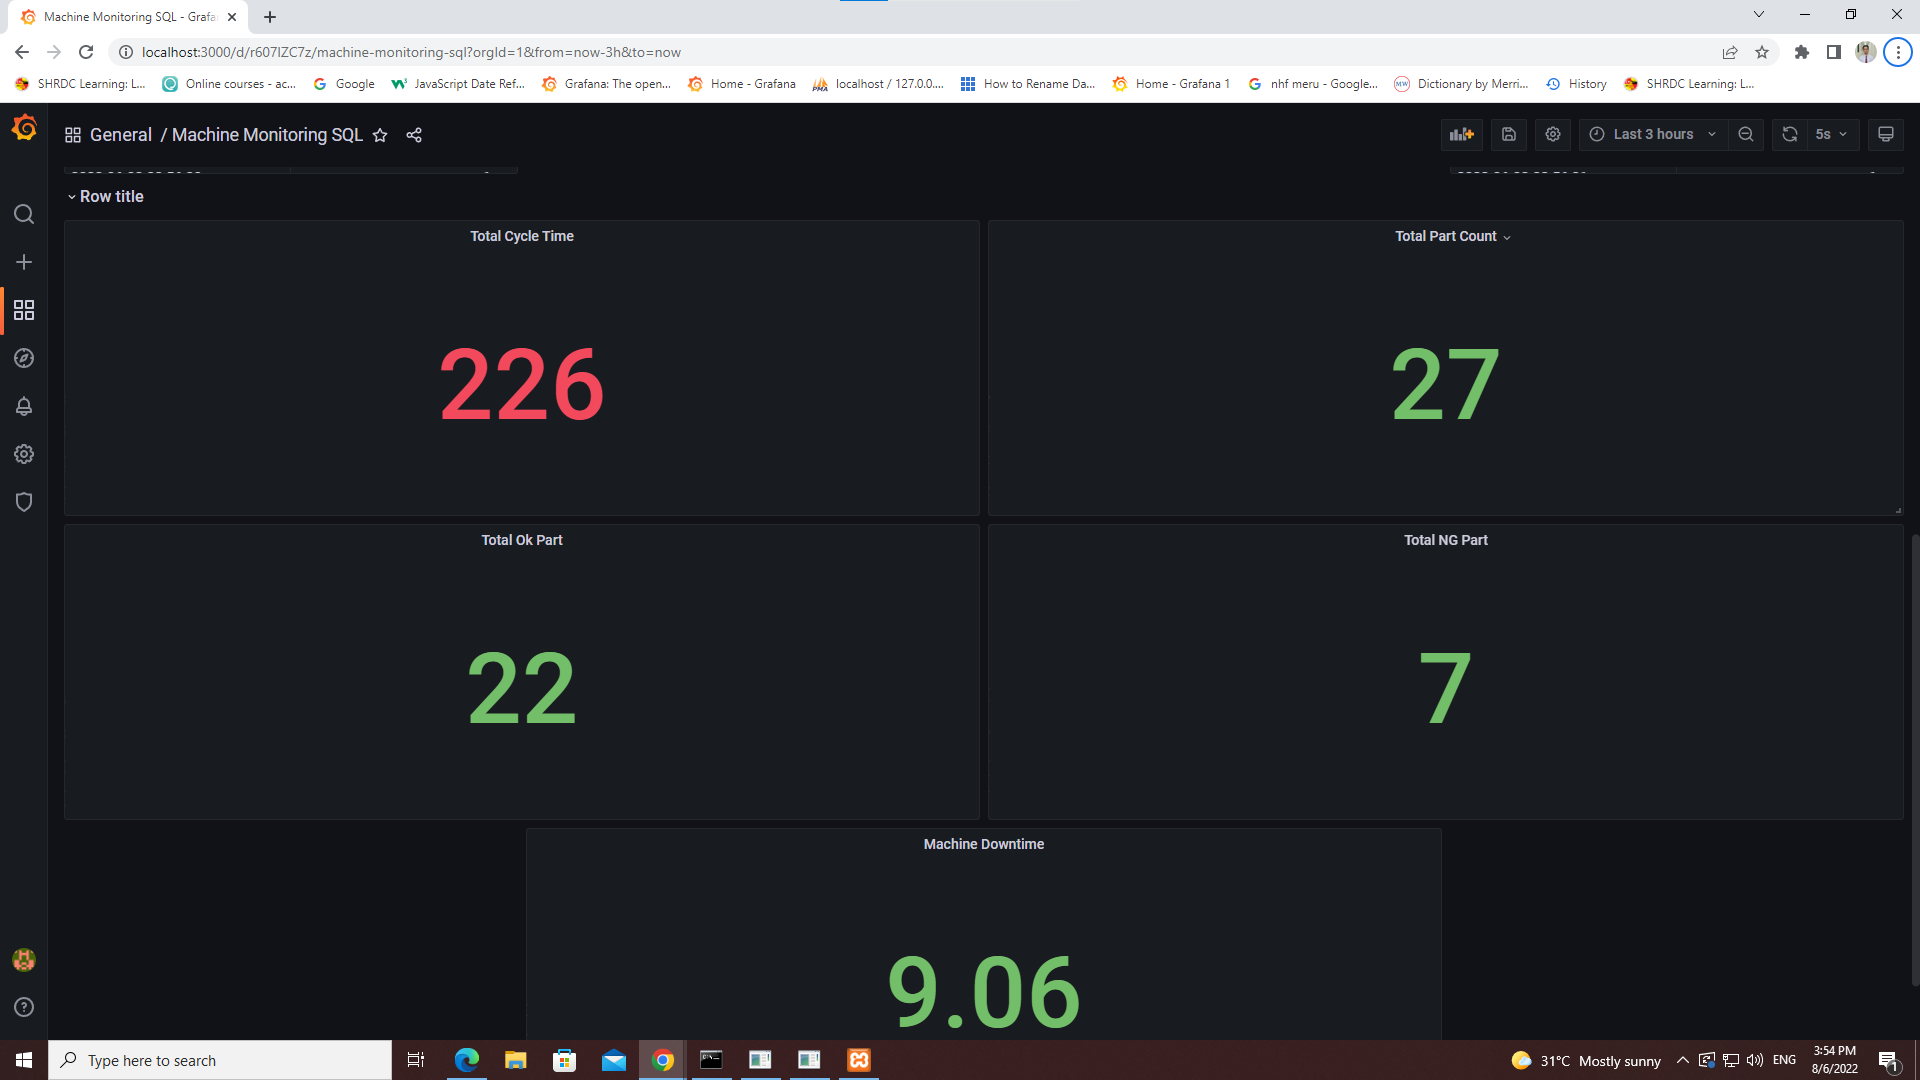 Machine Monitoring SQL - Grafa
localhost:3000/d/r607lZC7z/machine-monitoring-sql?orgId=1&from=now-3h&to=now
SHRDC Learning: L... Online courses - ac... Google JavaScript Date Ref... Grafana: The open... Home - Grafana localhost / 127.0.0.... How to Rename Da... Home - Grafana 1 nhf meru - Google... Dictionary by Merri... History SHRDC Learning: L...
General / Machine Monitoring SQL Last 3 hours 5s
Row title
Total Cycle Time
226
Total Part Count
27
Total Ok Part
22
Total NG Part
7
Machine Downtime
9.06
Type here to search
31°C Mostly sunny
ENG
3:54 PM
8/6/2022
1